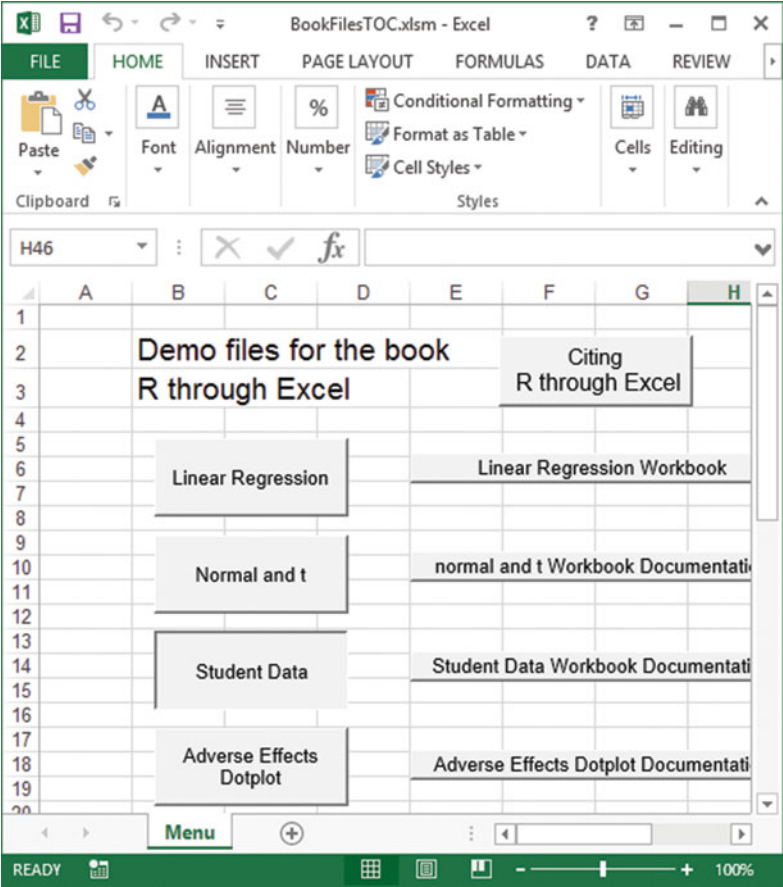 BookFilesTOC.xlsm - Excel
?
FILE HOME INSERT PAGE LAYOUT FORMULAS DATA REVIEW
Paste
Font
Alignment
%
Number
Conditional Formatting
Format as Table
Cell Styles
Cells
Editing
Clipboard
Styles
H46
fx
A B C D E F G H
1
2
3
4
5
6
7
8
9
10
11
12
13
14
15
16
17
18
19
20
Demo files for the book
R through Excel
Citing
R through Excel
Linear Regression
Linear Regression Workbook
Normal and t
normal and t Workbook Documentati
Student Data
Student Data Workbook Documentati
Adverse Effects
Dotplot
Adverse Effects Dotplot Documentati
Menu
READY
100%